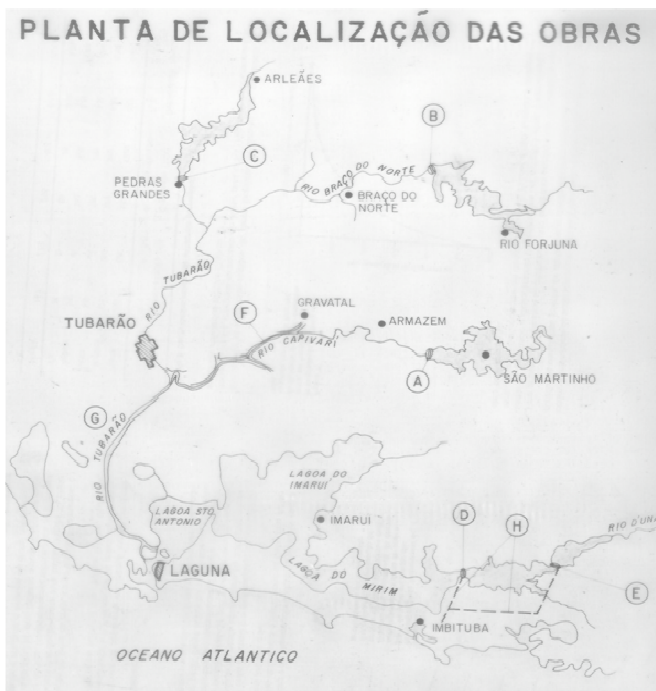 PLANTA DE LOCALIZAÇÃO DAS OBRAS
ARLEÃES
B
C
PEDRAS
GRANDES
RIO BRAÇO DO NORTE
BRAÇO DO
NORTE
RIO FORJUNA
RIO TUBARÃO
GRAVATAL
F
ARMAZEM
TUBARÃO
RIO CAPIVARÍ
A
SÃO MARTINHO
G
RIO TUBARÃO
LAGOA DO
IMARUÍ
LAGOA STO.
ANTONIO
IMARUI
D
H
RIO D'UNA
LAGUNA
LAGOA DO MIRIM
E
IMBITUBA
OCEANO ATLANTICO